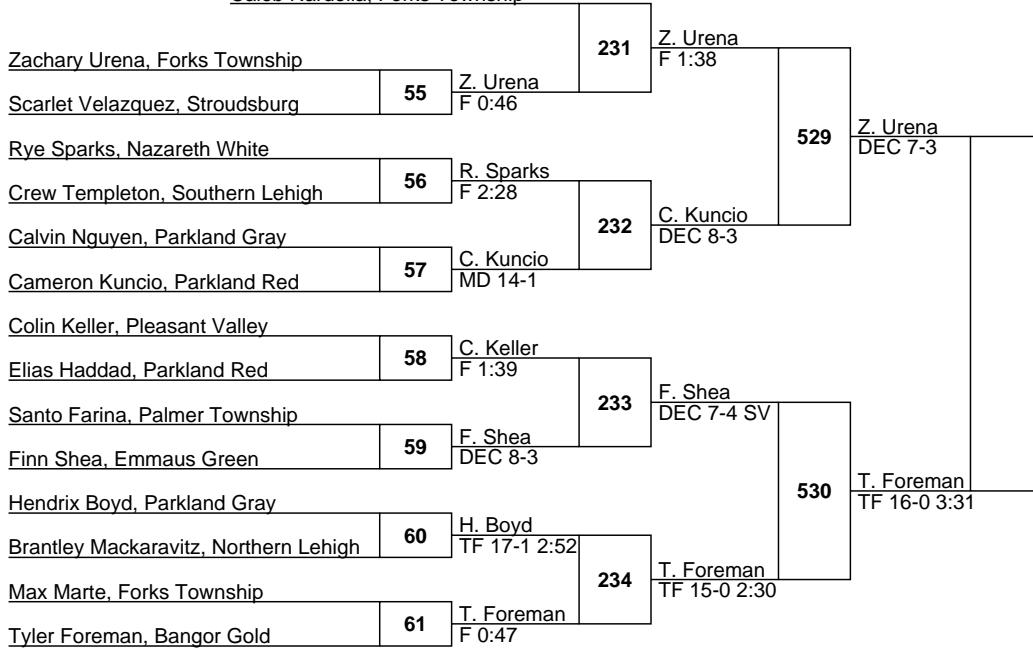 Caleb Nardella, Forks Township
231
Z. Urena
F 1:38
Zachary Urena, Forks Township
55
Z. Urena
F 0:46
Scarlet Velazquez, Stroudsburg
529
Z. Urena
DEC 7-3
Rye Sparks, Nazareth White
56
R. Sparks
F 2:28
Crew Templeton, Southern Lehigh
232
C. Kuncio
DEC 8-3
Calvin Nguyen, Parkland Gray
57
C. Kuncio
MD 14-1
Cameron Kuncio, Parkland Red
Colin Keller, Pleasant Valley
58
C. Keller
F 1:39
Elias Haddad, Parkland Red
233
F. Shea
DEC 7-4 SV
Santo Farina, Palmer Township
59
F. Shea
DEC 8-3
Finn Shea, Emmaus Green
530
T. Foreman
TF 16-0 3:31
Hendrix Boyd, Parkland Gray
60
H. Boyd
TF 17-1 2:52
Brantley Mackaravitz, Northern Lehigh
234
T. Foreman
TF 15-0 2:30
Max Marte, Forks Township
61
T. Foreman
F 0:47
Tyler Foreman, Bangor Gold